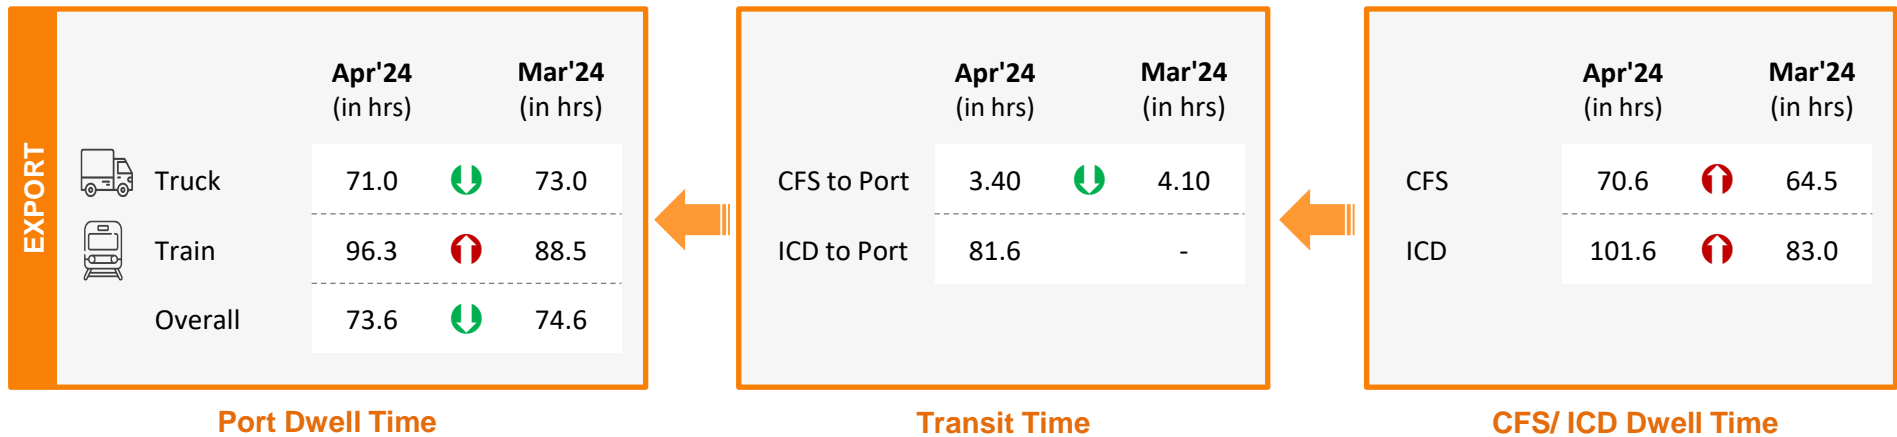 EXPORT
Apr'24 Mar'24
(in hrs) (in hrs)
Truck 71.0 73.0
Train 96.3 88.5
Overall 73.6 74.6
Port Dwell Time
Apr'24 Mar'24
(in hrs) (in hrs)
CFS to Port 3.40 4.10
ICD to Port 81.6 -
Transit Time
Apr'24 Mar'24
(in hrs) (in hrs)
CFS 70.6 64.5
ICD 101.6 83.0
CFS/ ICD Dwell Time